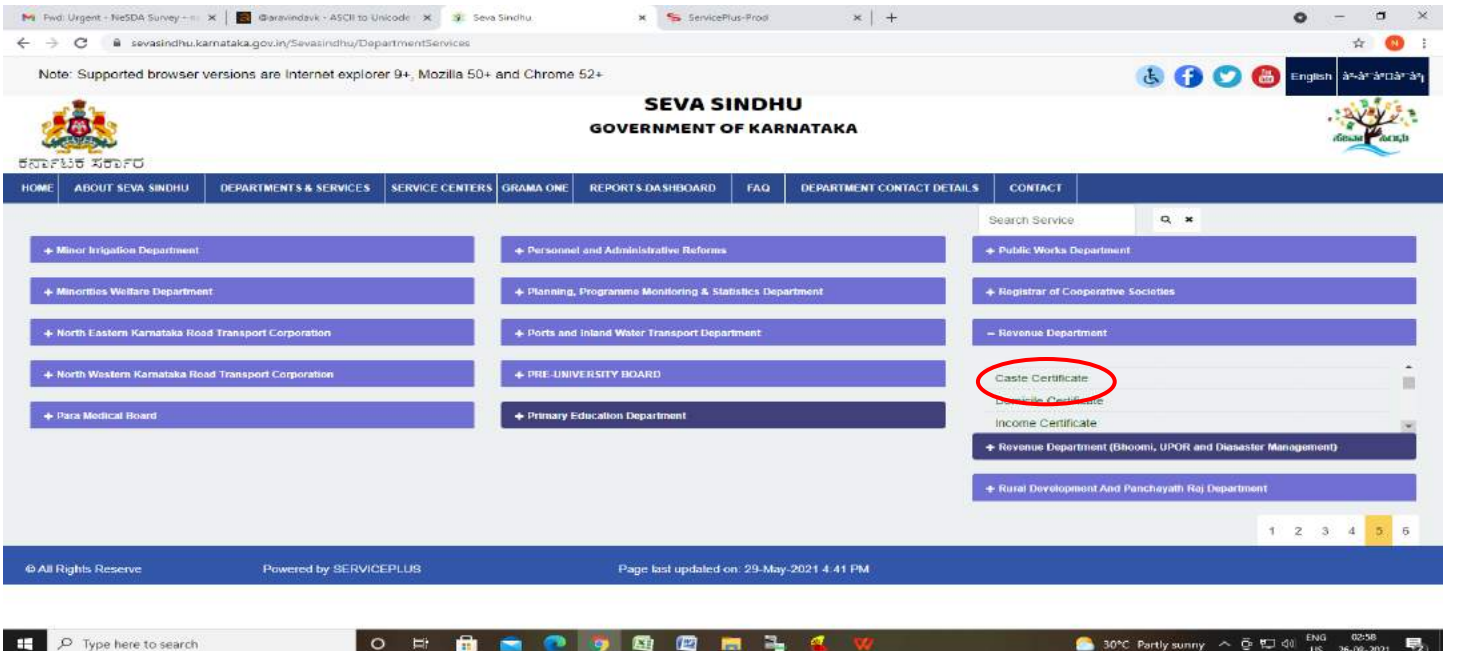 Fwd: Urgent - NeSDA Survey - n
@aravindavk - ASCII to Unicode
Seva Sindhu
ServicePlus-Prod
sevasindhu.karnataka.gov.in/Sevasindhu/DepartmentServices
N
Note: Supported browser versions are Internet explorer 9+, Mozilla 50+ and Chrome 52+
English
SEVA SINDHU
GOVERNMENT OF KARNATAKA
ಕರ್ನಾಟಕ ಸರ್ಕಾರ
HOME
ABOUT SEVA SINDHU
DEPARTMENTS & SERVICES
SERVICE CENTERS
GRAMA ONE
REPORTS-DASHBOARD
FAQ
DEPARTMENT CONTACT DETAILS
CONTACT
Search Service
+ Minor Irrigation Department
+ Personnel and Administrative Reforms
+ Public Works Department
+ Minorities Welfare Department
+ Planning, Programme Monitoring & Statistics Department
+ Registrar of Cooperative Societies
+ North Eastern Karnataka Road Transport Corporation
+ Ports and Inland Water Transport Department
– Revenue Department
+ North Western Karnataka Road Transport Corporation
+ PRE-UNIVERSITY BOARD
Caste Certificate
Domicile Certificate
+ Para Medical Board
+ Primary Education Department
Income Certificate
+ Revenue Department (Bhoomi, UPOR and Diasaster Management)
+ Rural Development And Panchayath Raj Department
1 2 3 4 5 6
© All Rights Reserve
Powered by SERVICEPLUS
Page last updated on: 29-May-2021 4:41 PM
Type here to search
30°C Partly sunny
ENG
US
02:58
26-08-2021